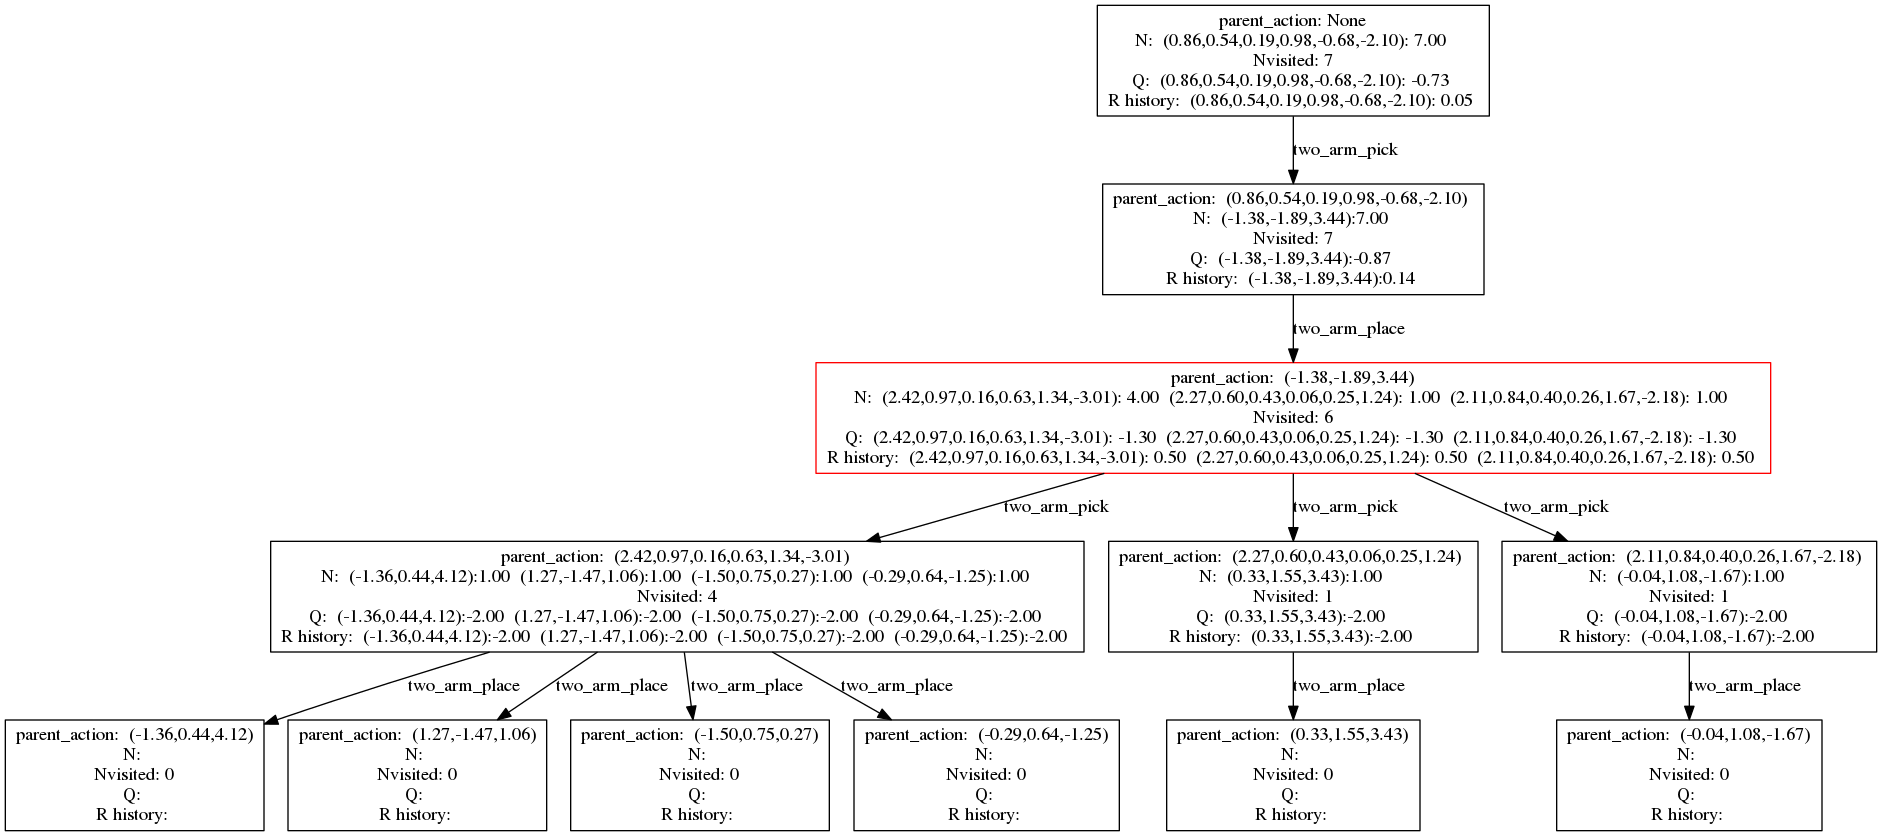 parent_action: None
N: (0.86,0.54,0.19,0.98,-0.68,-2.10): 7.00
Nvisited: 7
Q: (0.86,0.54,0.19,0.98,-0.68,-2.10): -0.73
R history: (0.86,0.54,0.19,0.98,-0.68,-2.10): 0.05
two_arm_pick
parent_action: (0.86,0.54,0.19,0.98,-0.68,-2.10)
N: (-1.38,-1.89,3.44):7.00
Nvisited: 7
Q: (-1.38,-1.89,3.44):-0.87
R history: (-1.38,-1.89,3.44):0.14
two_arm_place
parent_action: (-1.38,-1.89,3.44)
N: (2.42,0.97,0.16,0.63,1.34,-3.01): 4.00 (2.27,0.60,0.43,0.06,0.25,1.24): 1.00 (2.11,0.84,0.40,0.26,1.67,-2.18): 1.00
Nvisited: 6
Q: (2.42,0.97,0.16,0.63,1.34,-3.01): -1.30 (2.27,0.60,0.43,0.06,0.25,1.24): -1.30 (2.11,0.84,0.40,0.26,1.67,-2.18): -1.30
R history: (2.42,0.97,0.16,0.63,1.34,-3.01): 0.50 (2.27,0.60,0.43,0.06,0.25,1.24): 0.50 (2.11,0.84,0.40,0.26,1.67,-2.18): 0.50
two_arm_pick
two_arm_pick
two_arm_pick
parent_action: (2.42,0.97,0.16,0.63,1.34,-3.01)
N: (-1.36,0.44,4.12):1.00 (1.27,-1.47,1.06):1.00 (-1.50,0.75,0.27):1.00 (-0.29,0.64,-1.25):1.00
Nvisited: 4
Q: (-1.36,0.44,4.12):-2.00 (1.27,-1.47,1.06):-2.00 (-1.50,0.75,0.27):-2.00 (-0.29,0.64,-1.25):-2.00
R history: (-1.36,0.44,4.12):-2.00 (1.27,-1.47,1.06):-2.00 (-1.50,0.75,0.27):-2.00 (-0.29,0.64,-1.25):-2.00
parent_action: (2.27,0.60,0.43,0.06,0.25,1.24)
N: (0.33,1.55,3.43):1.00
Nvisited: 1
Q: (0.33,1.55,3.43):-2.00
R history: (0.33,1.55,3.43):-2.00
parent_action: (2.11,0.84,0.40,0.26,1.67,-2.18)
N: (-0.04,1.08,-1.67):1.00
Nvisited: 1
Q: (-0.04,1.08,-1.67):-2.00
R history: (-0.04,1.08,-1.67):-2.00
two_arm_place
two_arm_place
two_arm_place
two_arm_place
two_arm_place
two_arm_place
parent_action: (-1.36,0.44,4.12)
N:
Nvisited: 0
Q:
R history:
parent_action: (1.27,-1.47,1.06)
N:
Nvisited: 0
Q:
R history:
parent_action: (-1.50,0.75,0.27)
N:
Nvisited: 0
Q:
R history:
parent_action: (-0.29,0.64,-1.25)
N:
Nvisited: 0
Q:
R history:
parent_action: (0.33,1.55,3.43)
N:
Nvisited: 0
Q:
R history:
parent_action: (-0.04,1.08,-1.67)
N:
Nvisited: 0
Q:
R history: